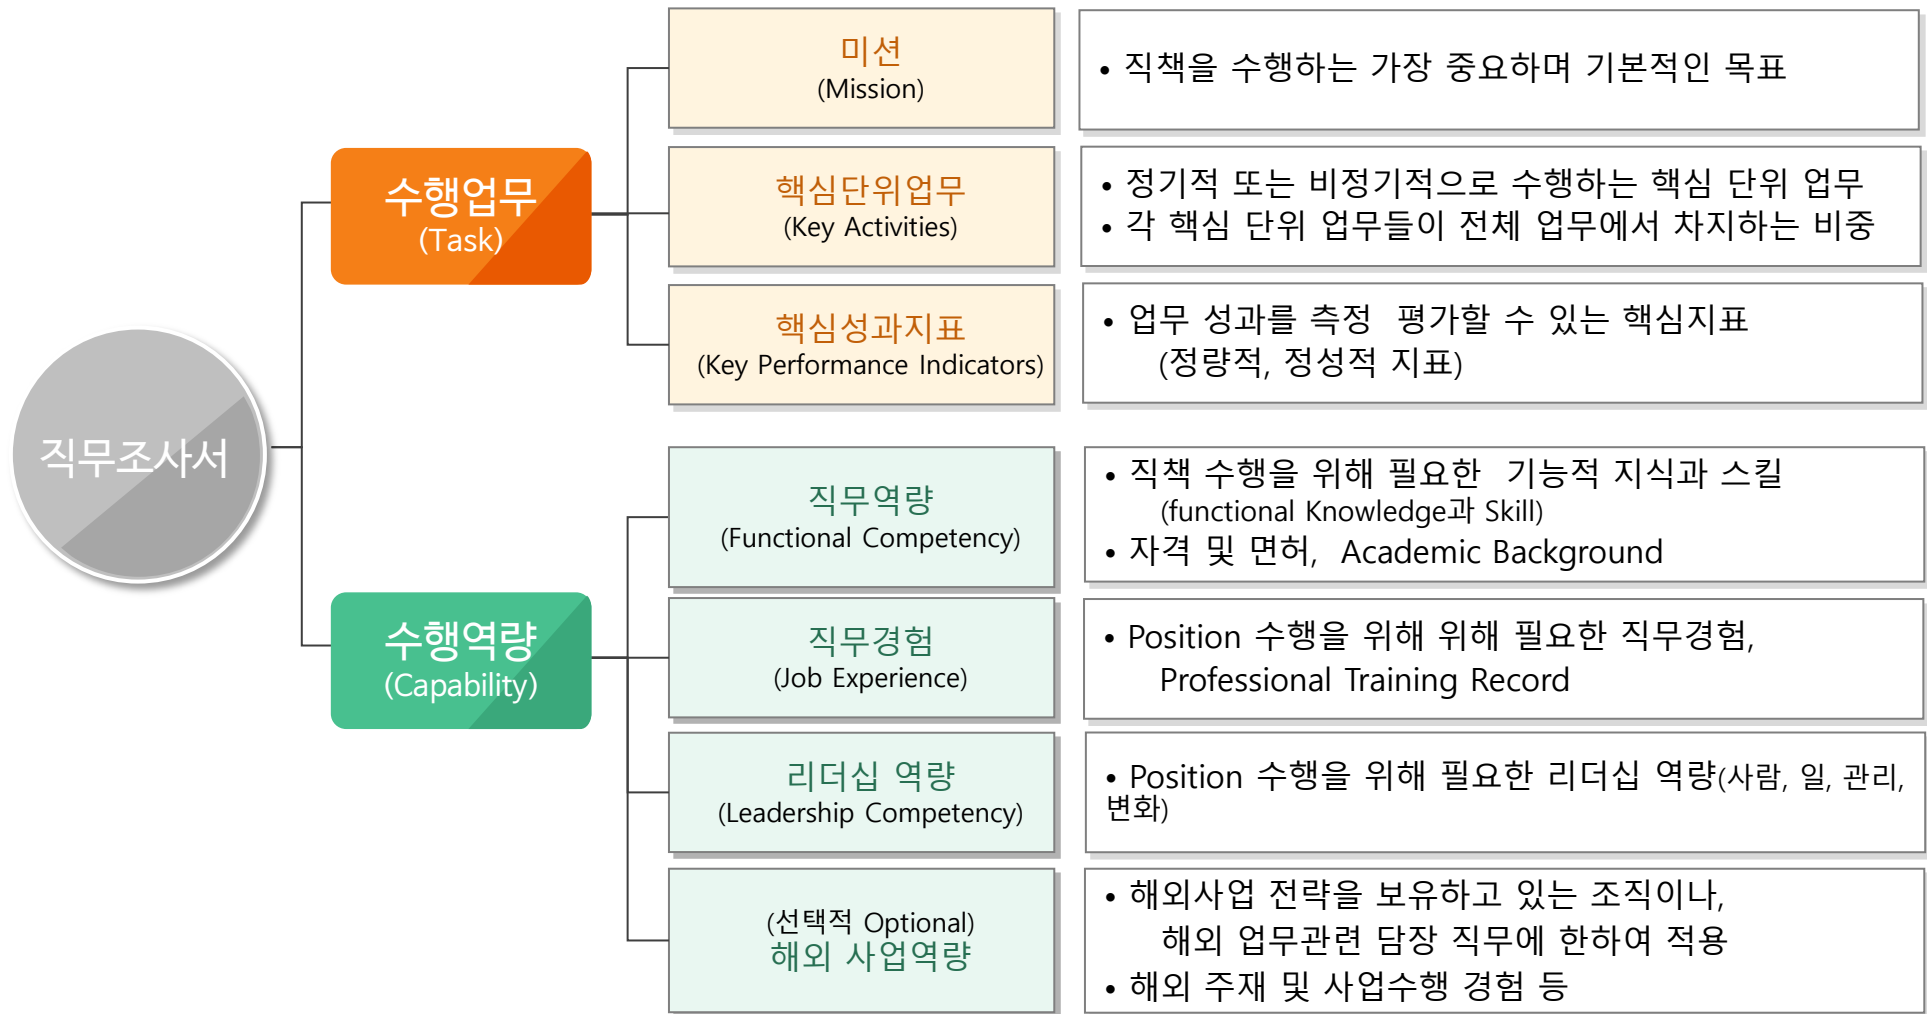 직무조사서
수행업무
(Task)
미션
(Mission)
• 직책을 수행하는 가장 중요하며 기본적인 목표
핵심단위업무
(Key Activities)
• 정기적 또는 비정기적으로 수행하는 핵심 단위 업무
• 각 핵심 단위 업무들이 전체 업무에서 차지하는 비중
핵심성과지표
(Key Performance Indicators)
• 업무 성과를 측정 평가할 수 있는 핵심지표
(정량적, 정성적 지표)
수행역량
(Capability)
직무역량
(Functional Competency)
• 직책 수행을 위해 필요한 기능적 지식과 스킬
(functional Knowledge과 Skill)
• 자격 및 면허, Academic Background
직무경험
(Job Experience)
• Position 수행을 위해 위해 필요한 직무경험,
Professional Training Record
리더십 역량
(Leadership Competency)
• Position 수행을 위해 필요한 리더십 역량(사람, 일, 관리,
변화)
(선택적 Optional)
해외 사업역량
• 해외사업 전략을 보유하고 있는 조직이나,
해외 업무관련 담장 직무에 한하여 적용
• 해외 주재 및 사업수행 경험 등